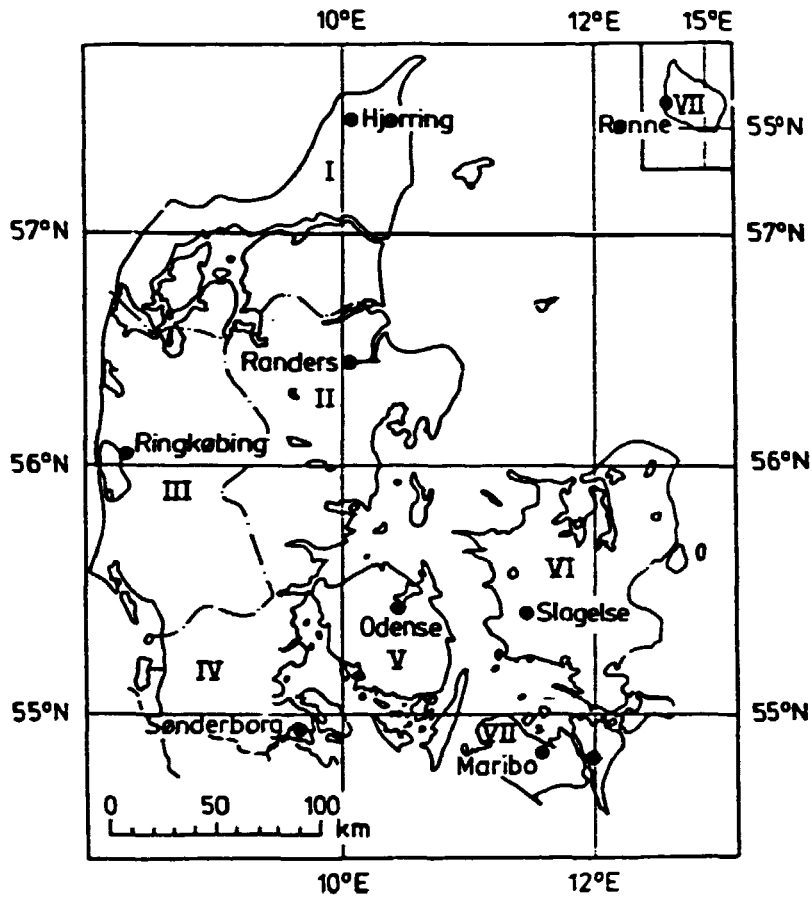 10°E 12°E 15°E
Hjørring
VII
Rønne
55°N
I
57°N 57°N
Randers
II
Ringkøbing
56°N 56°N
III
VI
Slagelse
Odense
V
IV
55°N 55°N
Sønderborg
VII
Maribo
0 50 100
km
10°E 12°E